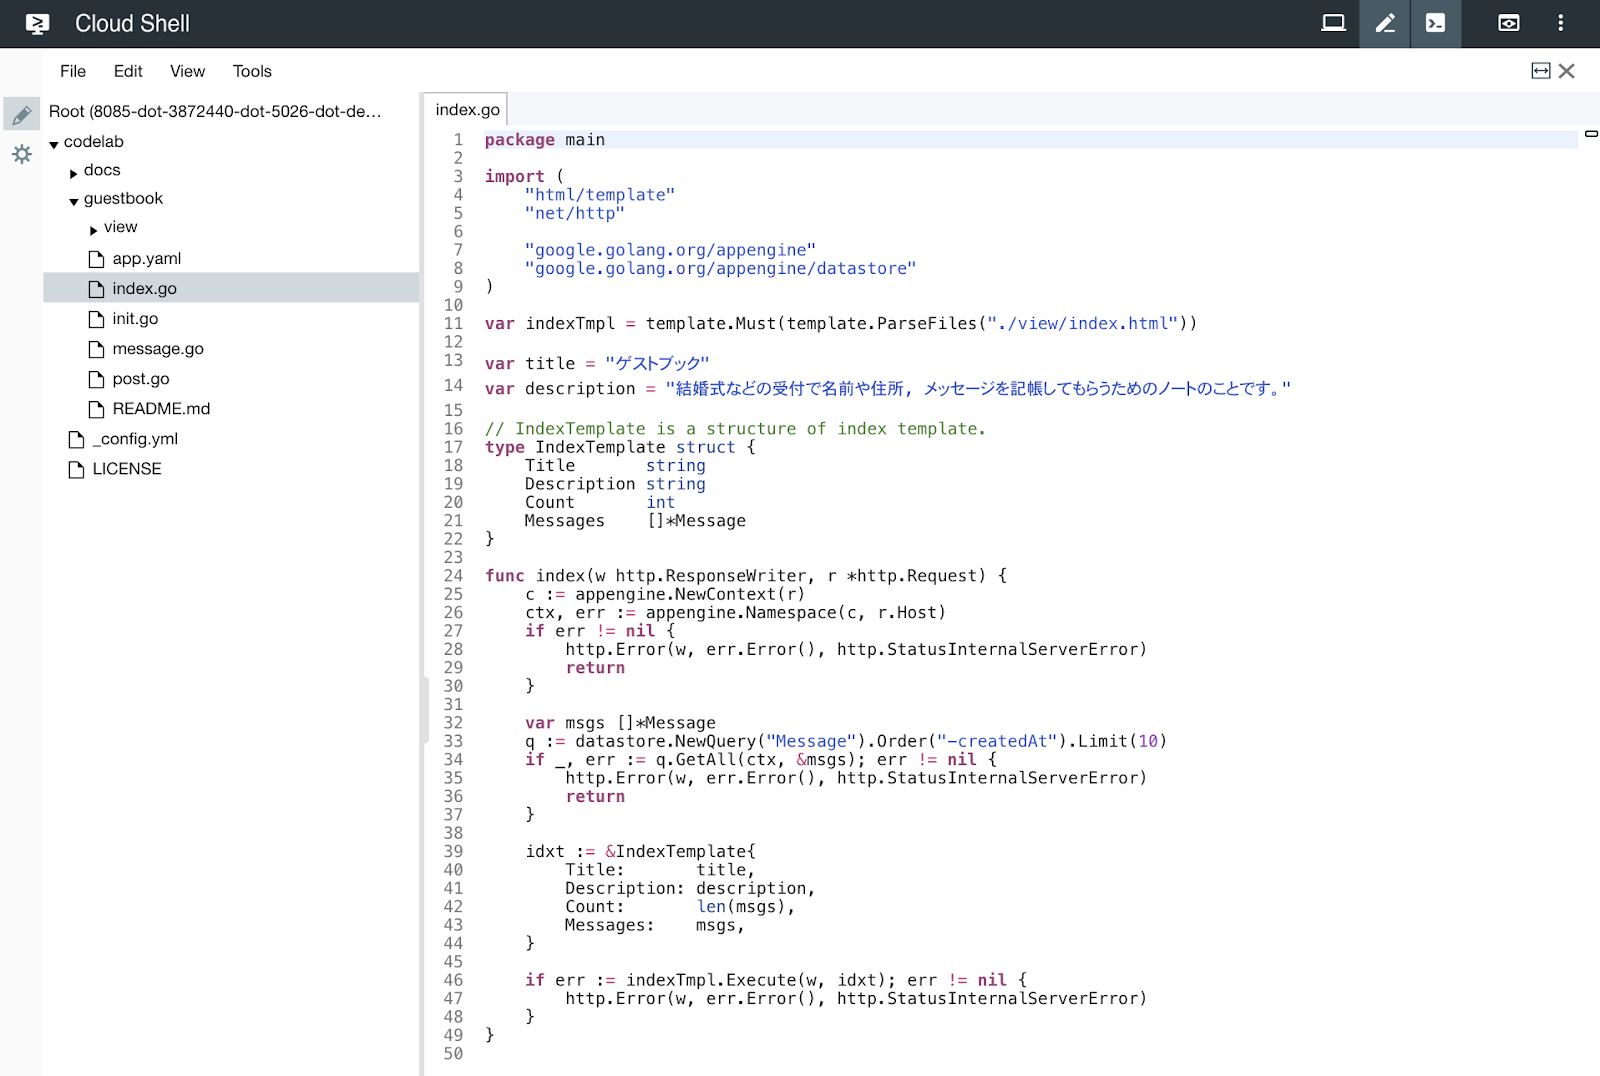 Cloud Shell
File Edit View Tools
Root (8085-dot-3872440-dot-5026-dot-de…
codelab
docs
guestbook
view
app.yaml
index.go
init.go
message.go
post.go
README.md
_config.yml
LICENSE
index.go
1 package main
2
3 import (
4     "html/template"
5     "net/http"
6
7     "google.golang.org/appengine"
8     "google.golang.org/appengine/datastore"
9 )
10
11 var indexTmpl = template.Must(template.ParseFiles("./view/index.html"))
12
13 var title = "ゲストブック"
14 var description = "結婚式などの受付で名前や住所, メッセージを記帳してもらうためのノートのことです。"
15
16 // IndexTemplate is a structure of index template.
17 type IndexTemplate struct {
18     Title       string
19     Description string
20     Count       int
21     Messages    []*Message
22 }
23
24 func index(w http.ResponseWriter, r *http.Request) {
25     c := appengine.NewContext(r)
26     ctx, err := appengine.Namespace(c, r.Host)
27     if err != nil {
28         http.Error(w, err.Error(), http.StatusInternalServerError)
29         return
30     }
31
32     var msgs []*Message
33     q := datastore.NewQuery("Message").Order("-createdAt").Limit(10)
34     if _, err := q.GetAll(ctx, &msgs); err != nil {
35         http.Error(w, err.Error(), http.StatusInternalServerError)
36         return
37     }
38
39     idxt := &IndexTemplate{
40         Title:       title,
41         Description: description,
42         Count:       len(msgs),
43         Messages:    msgs,
44     }
45
46     if err := indexTmpl.Execute(w, idxt); err != nil {
47         http.Error(w, err.Error(), http.StatusInternalServerError)
48     }
49 }
50